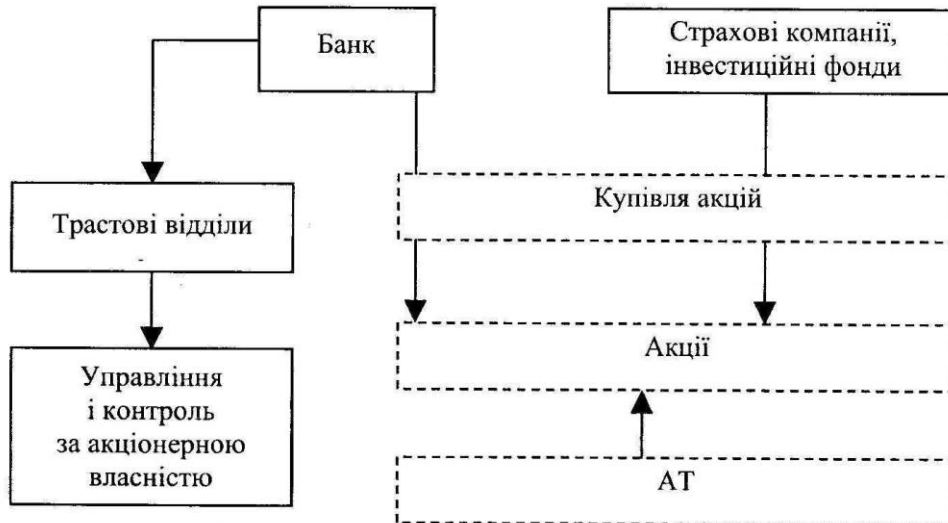 Банк
Страхові компанії,
інвестиційні фонди
Трастові відділи
Купівля акцій
Акції
Управління
і контроль
за акціонерною
власністю
АТ